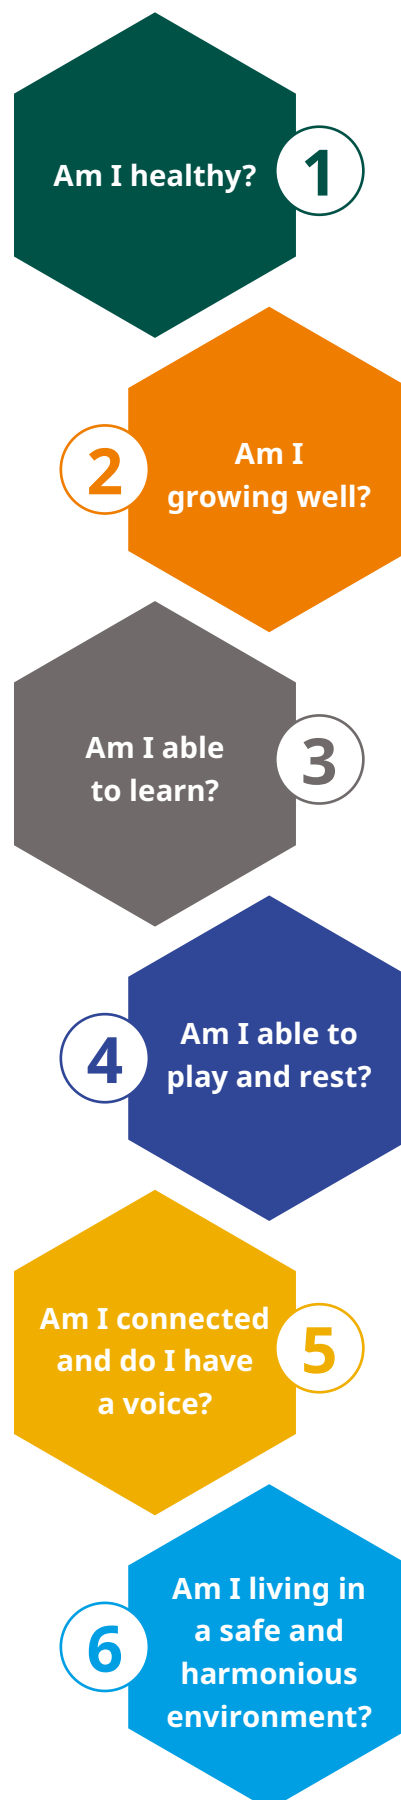 Am I healthy?
1
2
Am I
growing well?
Am I able
to learn?
3
4
Am I able to
play and rest?
Am I connected
and do I have
a voice?
5
6
Am I living in
a safe and
harmonious
environment?